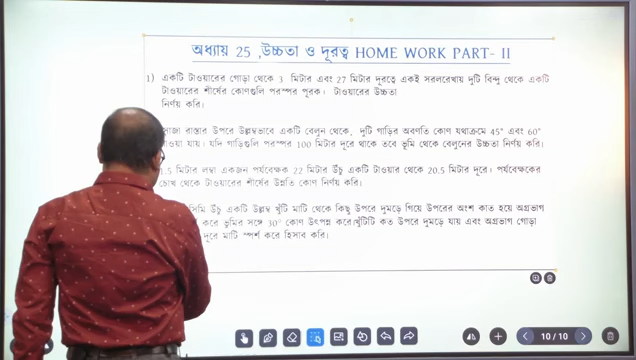 অধ্যায় 25 ,উচ্চতা ও দূরত্ব HOME WORK PART- II
1) একটি টাওয়ারের গোড়া থেকে 3 মিটার এবং 27 মিটার দূরত্বে একই সরলরেখায় দুটি বিন্দু থেকে একটি
টাওয়ারের শীর্ষের কোণগুলি পরস্পর পূরক। টাওয়ারের উচ্চতা
নির্ণয় করি।
রাস্তার উপরে উল্লম্বভাবে একটি বেলুন থেকে, দুটি গাড়ির অবণতি কোণ যথাক্রমে 45° এবং 60°
যায়। যদি গাড়িগুলি পরস্পর 100 মিটার দূরে থাকে তবে ভূমি থেকে বেলুনের উচ্চতা নির্ণয় করি।
1.5 মিটার লম্বা একজন পর্যবেক্ষক 22 মিটার উঁচু একটি টাওয়ার থেকে 20.5 মিটার দূরে। পর্যবেক্ষকের
চোখ থেকে টাওয়ারের শীর্ষের উন্নতি কোণ নির্ণয় করি।
উঁচু একটি উল্লম্ব খুঁটি মাটি থেকে কিছু উপরে দুমড়ে গিয়ে উপরের অংশ কাত হয়ে অগ্রভাগ
করে ভূমির সঙ্গে 30° কোণ উৎপন্ন করে।খুঁটিটি কত উপরে দুমড়ে যায় এবং অগ্রভাগ গোড়া
দূরে মাটি স্পর্শ করে হিসাব করি।
10 / 10